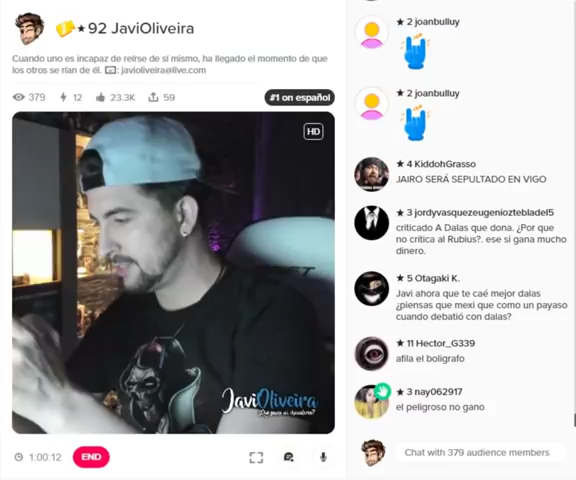 ★ 92 JaviOliveira
Cuando uno es incapaz de reírse de sí mismo, ha llegado el momento de que
los otros se rían de él. 📧: javioliveira@live.com
379 12 23.3K 59
#1 on español
HD
JaviOliveira
¿Que pasa xi chavalería?
1:00:12 END
★ 2 joanbulluy
★ 2 joanbulluy
★ 4 KiddohGrasso
JAIRO SERÁ SEPULTADO EN VIGO
★ 3 jordyvasquezeugenioztebladel5
criticado A Dalas que dona. ¿Por que
no critica al Rubius?. ese si gana mucho
dinero.
★ 5 Otagaki K.
Javi ahora que te caé mejor dalas
¿piensas que mexi que como un payaso
cuando debatió con dalas?
★ 11 Hector_G339
afila el boligrafo
★ 3 nay062917
el peligroso no gano
Chat with 379 audience members